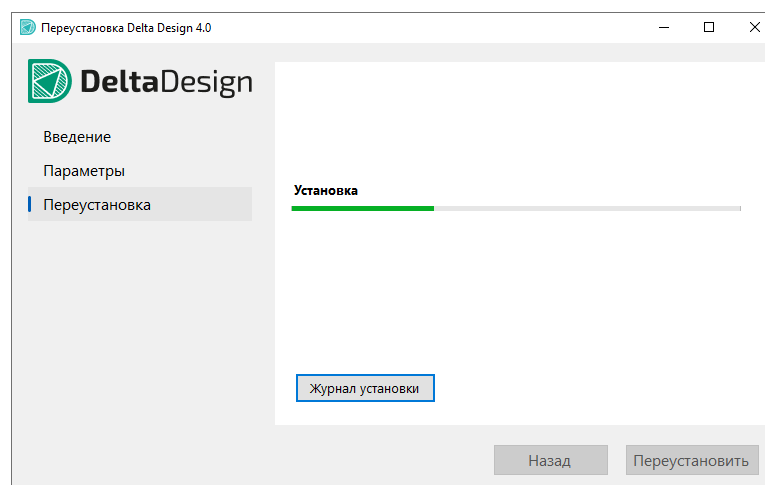 Переустановка Delta Design 4.0
DeltaDesign
Введение
Параметры
Переустановка
Установка
Журнал установки
Назад
Переустановить